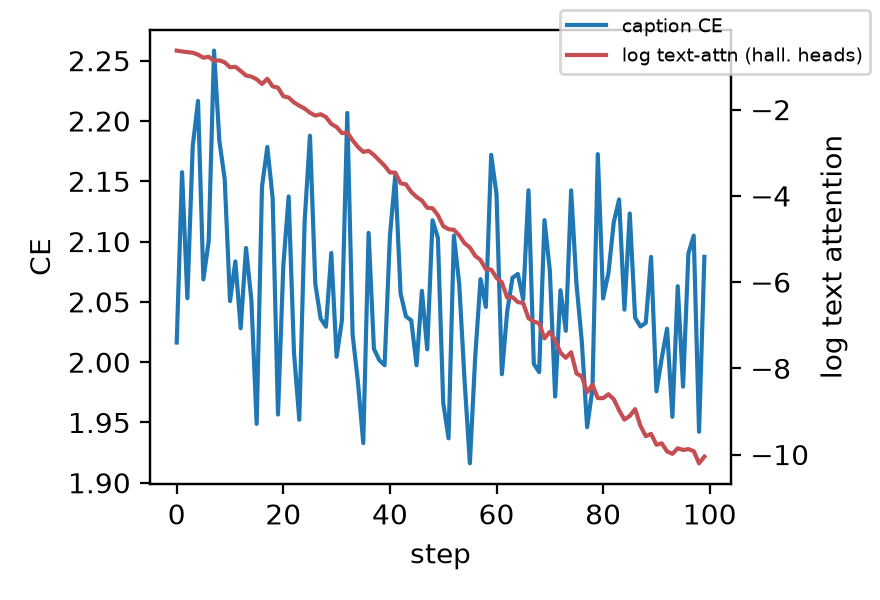 caption CE
log text-attn (hall. heads)
2.25
2.20
2.15
2.10
2.05
2.00
1.95
1.90
CE
−2
−4
−6
−8
−10
log text attention
0 20 40 60 80 100
step